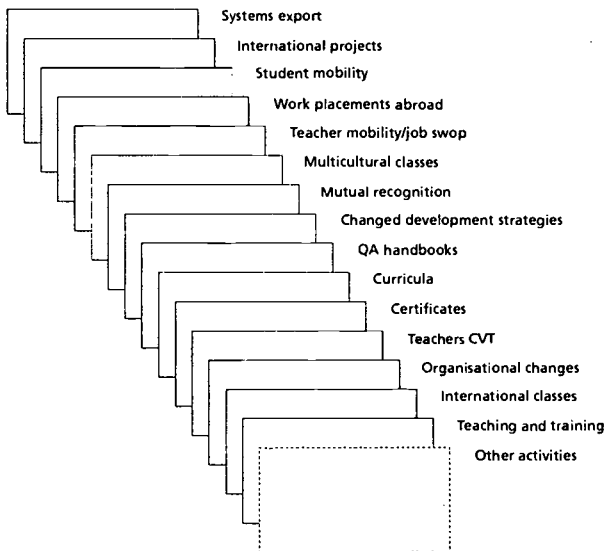 Systems export
International projects
Student mobility
Work placements abroad
Teacher mobility/job swop
Multicultural classes
Mutual recognition
Changed development strategies
QA handbooks
Curricula
Certificates
Teachers CVT
Organisational changes
International classes
Teaching and training
Other activities